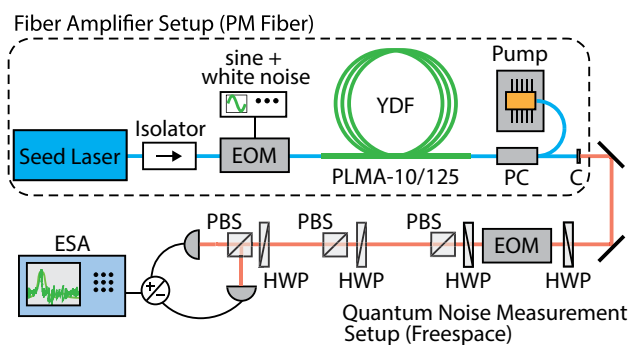 Fiber Amplifier Setup (PM Fiber)
sine +
white noise
Pump
Isolator
YDF
Seed Laser
EOM
PLMA-10/125
PC
C
ESA
PBS
PBS
PBS
EOM
HWP
HWP
HWP
HWP
Quantum Noise Measurement
Setup (Freespace)